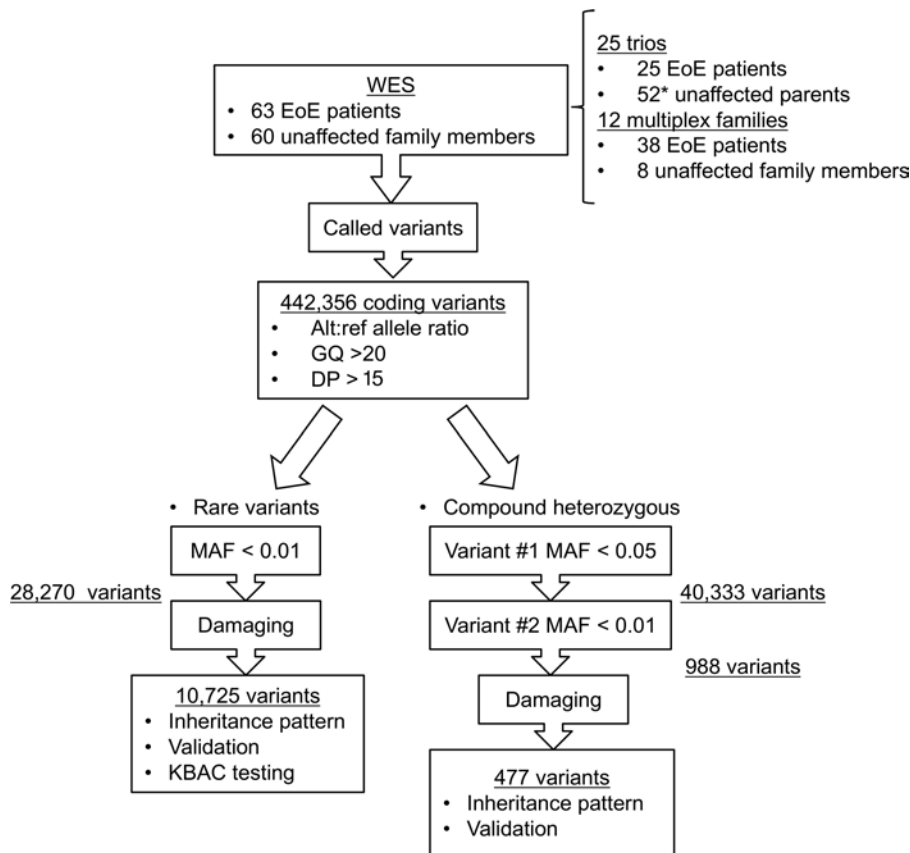 WES
• 63 EoE patients
• 60 unaffected family members
25 trios
• 25 EoE patients
• 52* unaffected parents
12 multiplex families
• 38 EoE patients
• 8 unaffected family members
Called variants
442,356 coding variants
• Alt:ref allele ratio
• GQ >20
• DP > 15
• Rare variants
MAF < 0.01
28,270 variants
Damaging
10,725 variants
• Inheritance pattern
• Validation
• KBAC testing
• Compound heterozygous
Variant #1 MAF < 0.05
40,333 variants
Variant #2 MAF < 0.01
988 variants
Damaging
477 variants
• Inheritance pattern
• Validation